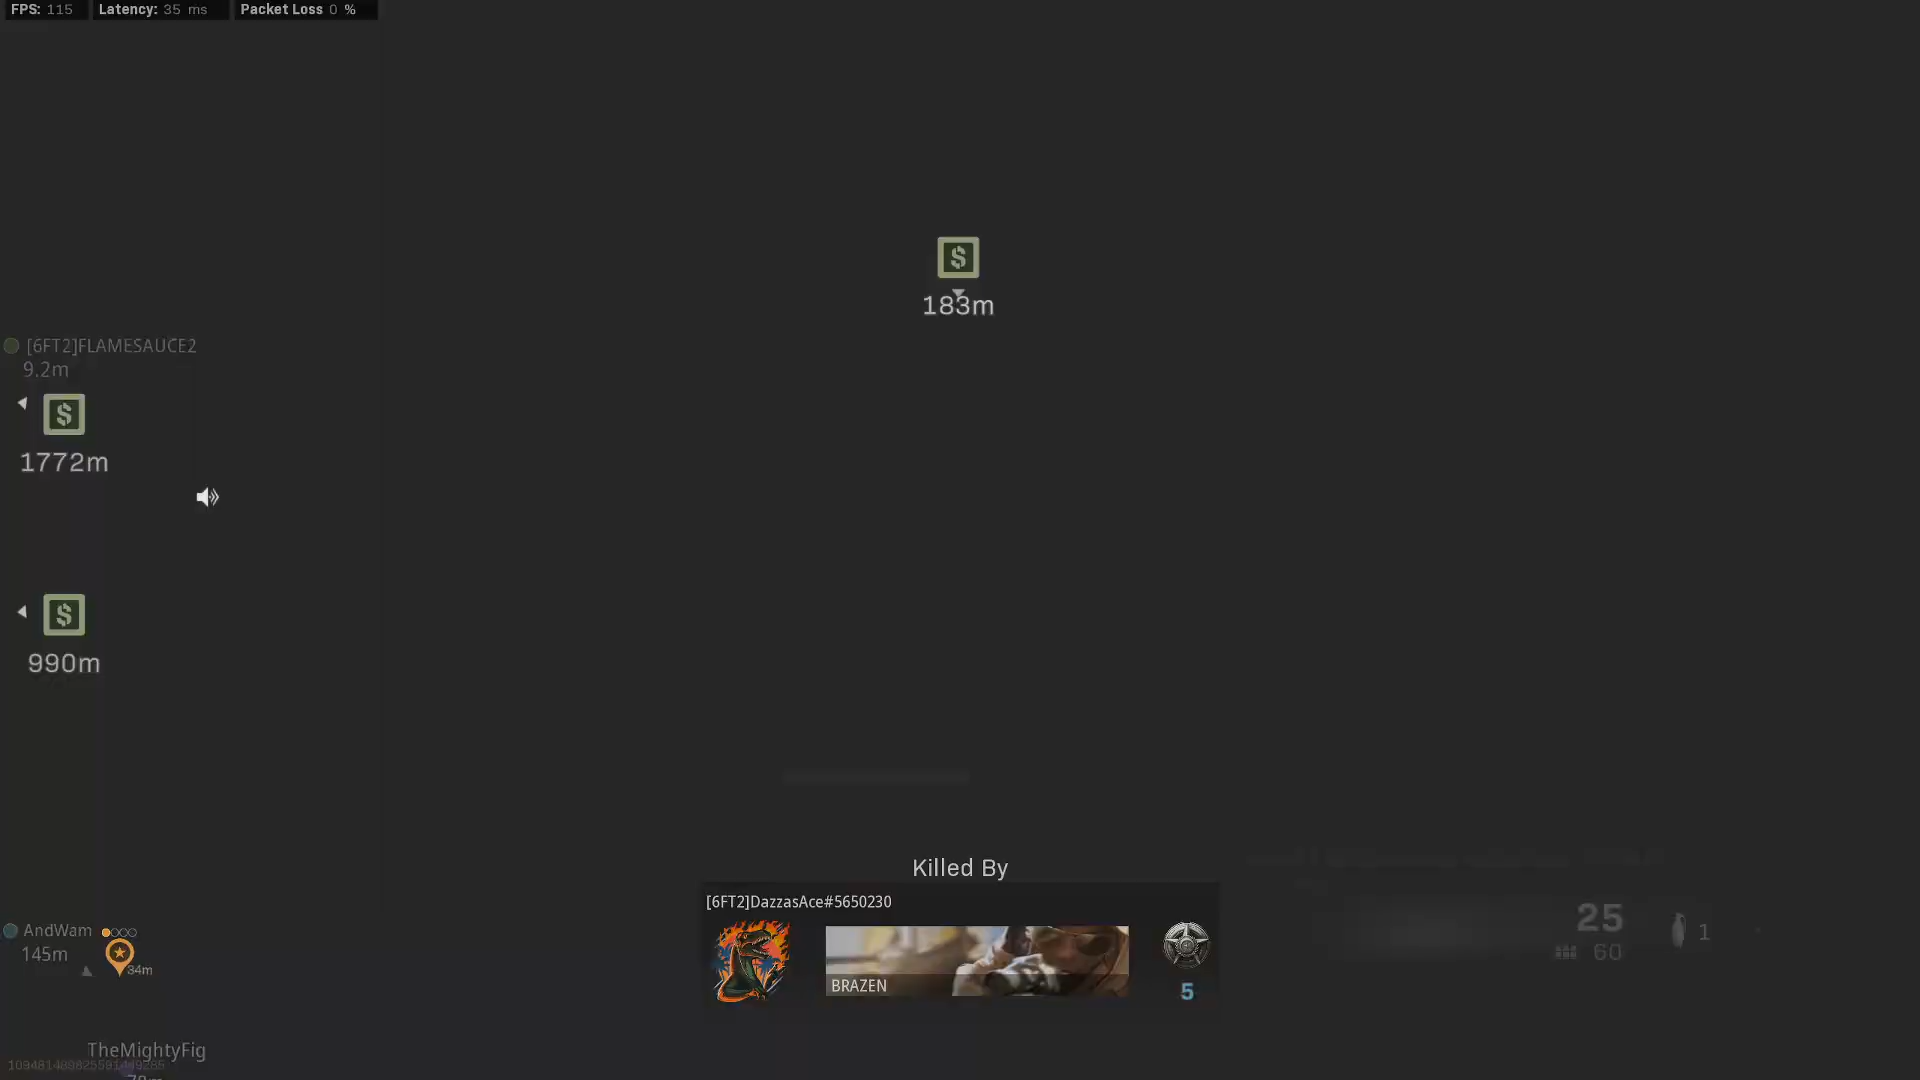 FPS: 115 Latency: 35 ms Packet Loss 0 %
$
183m
[6FT2]FLAMESAUCE2
9.2m
$
1772m
$
990m
Killed By
[6FT2]DazzasAce#5650230
BRAZEN
5
25
60
1
AndWam
145m
34m
TheMightyFig